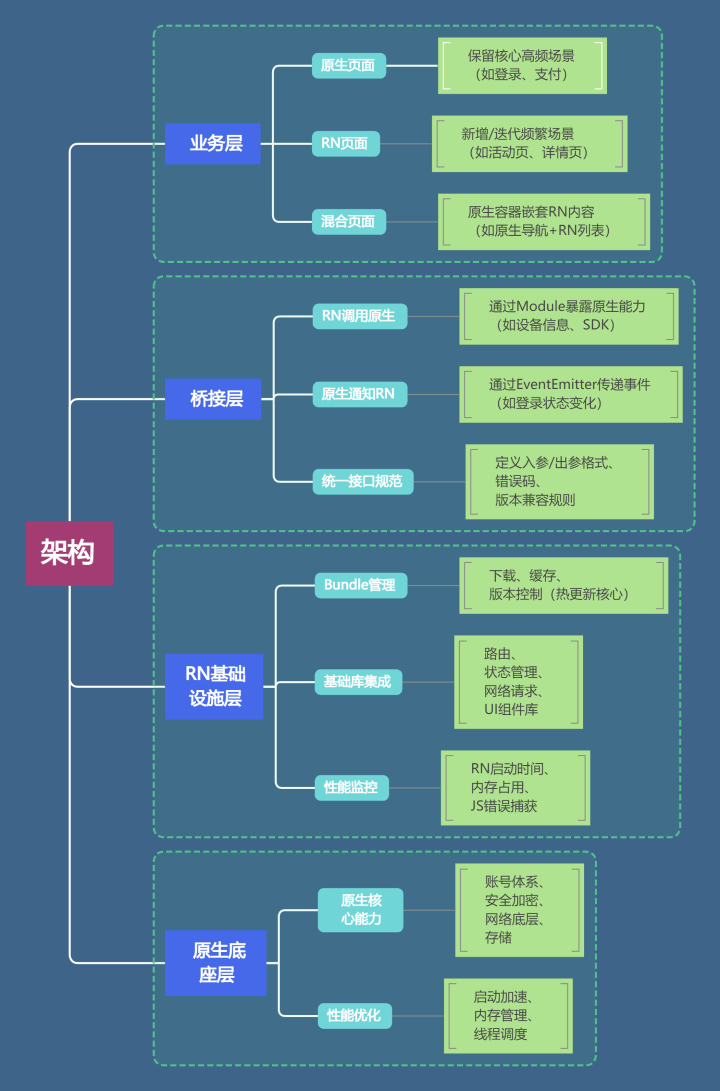 架构
业务层
原生页面
保留核心高频场景
（如登录、支付）
RN页面
新增/迭代频繁场景
（如活动页、详情页）
混合页面
原生容器嵌套RN内容
（如原生导航+RN列表）
桥接层
RN调用原生
通过Module暴露原生能力
（如设备信息、SDK）
原生通知RN
通过EventEmitter传递事件
（如登录状态变化）
统一接口规范
定义入参/出参格式、
错误码、
版本兼容规则
RN基础
设施层
Bundle管理
下载、缓存、
版本控制（热更新核心）
基础库集成
路由、
状态管理、
网络请求、
UI组件库
性能监控
RN启动时间、
内存占用、
JS错误捕获
原生底
座层
原生核
心能力
账号体系、
安全加密、
网络底层、
存储
性能优化
启动加速、
内存管理、
线程调度